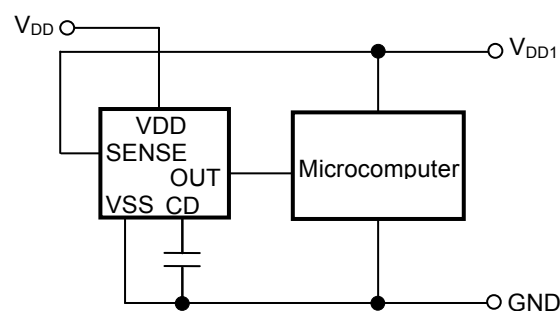 VDD
VDD1
VDD
SENSE
OUT
VSS CD
Microcomputer
GND